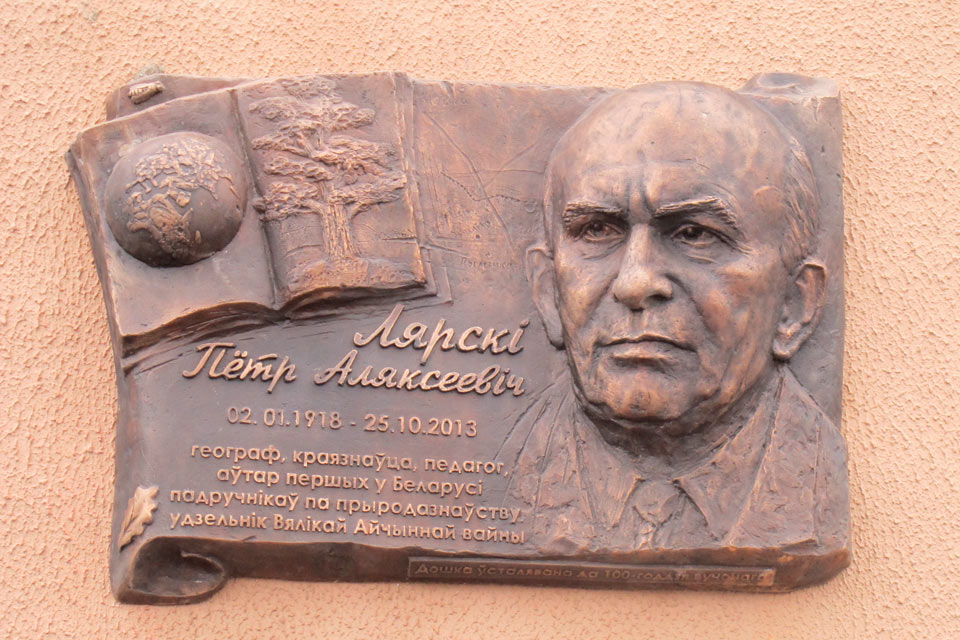 Лярскі
Пётр Аляксеевіч
02.01.1918 - 25.10.2013
географ, краязнаўца, педагог,
аўтар першых у Беларусі
падручнікаў па прыродазнаўству,
удзельнік Вялікай Айчыннай вайны
Дошка ўсталявана да 100-годдзя вучонага